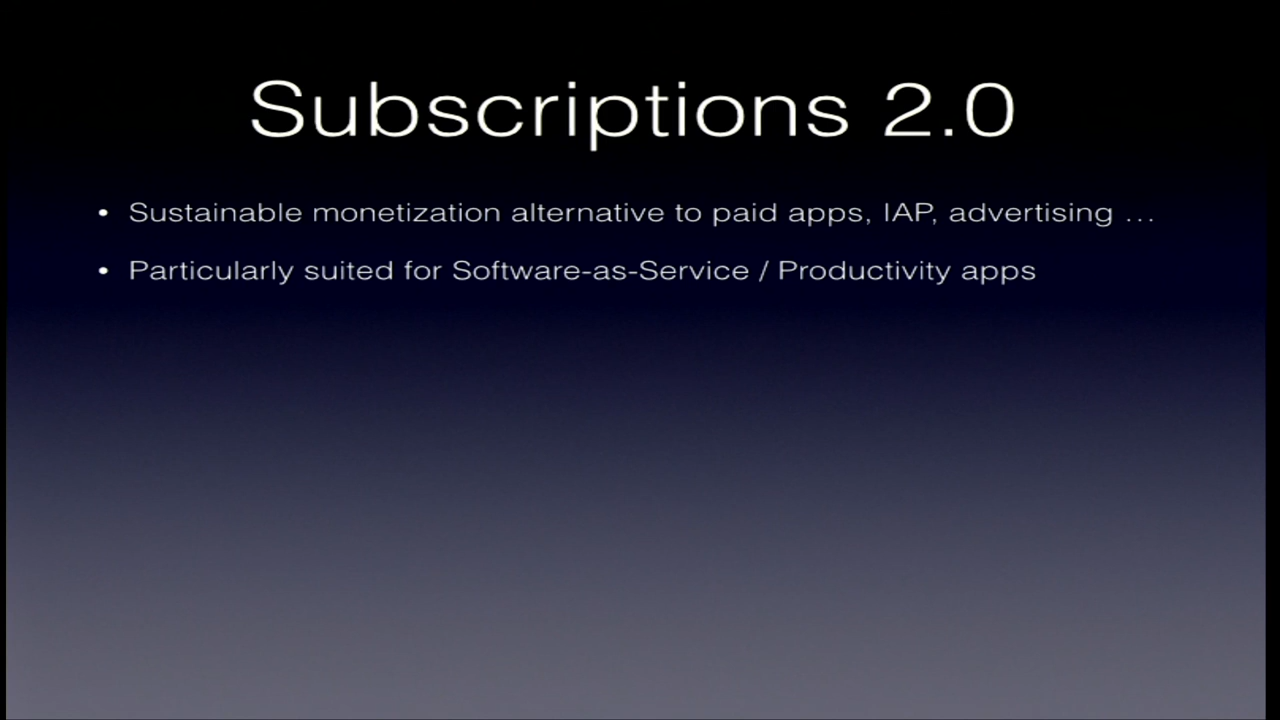 Subscriptions 2.0
• Sustainable monetization alternative to paid apps, IAP, advertising …
• Particularly suited for Software-as-Service / Productivity apps